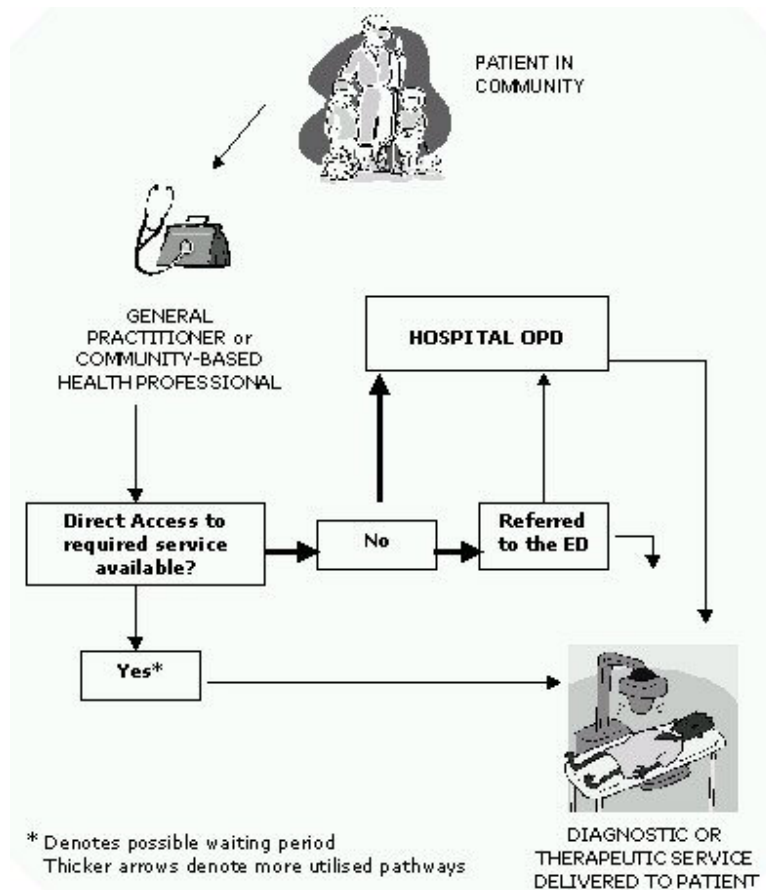 PATIENT IN
COMMUNITY
GENERAL
PRACTITIONER or
COMMUNITY-BASED
HEALTH PROFESSIONAL
HOSPITAL OPD
Direct Access to
required service
available?
No
Referred
to the ED
Yes*
* Denotes possible waiting period
Thicker arrows denote more utilised pathways
DIAGNOSTIC OR
THERAPEUTIC SERVICE
DELIVERED TO PATIENT